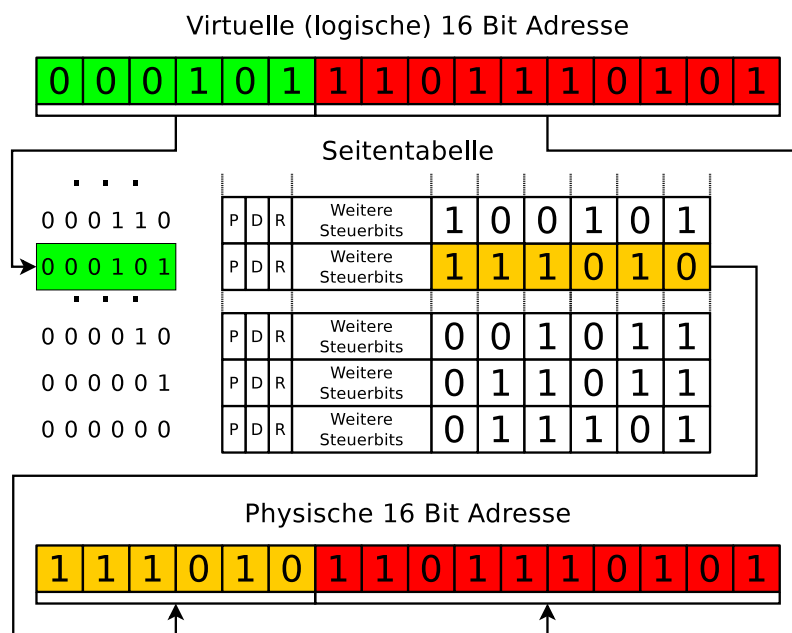 Virtuelle (logische) 16 Bit Adresse
0 0 0 1 0 1 1 1 0 1 1 1 0 1 0 1
Seitentabelle
. . .
0 0 0 1 1 0 P D R Weitere Steuerbits 1 0 0 1 0 1
0 0 0 1 0 1 P D R Weitere Steuerbits 1 1 1 0 1 0
. . .
0 0 0 0 1 0 P D R Weitere Steuerbits 0 0 1 0 1 1
0 0 0 0 0 1 P D R Weitere Steuerbits 0 1 1 0 1 1
0 0 0 0 0 0 P D R Weitere Steuerbits 0 1 1 1 0 1
Physische 16 Bit Adresse
1 1 1 0 1 0 1 1 0 1 1 1 0 1 0 1